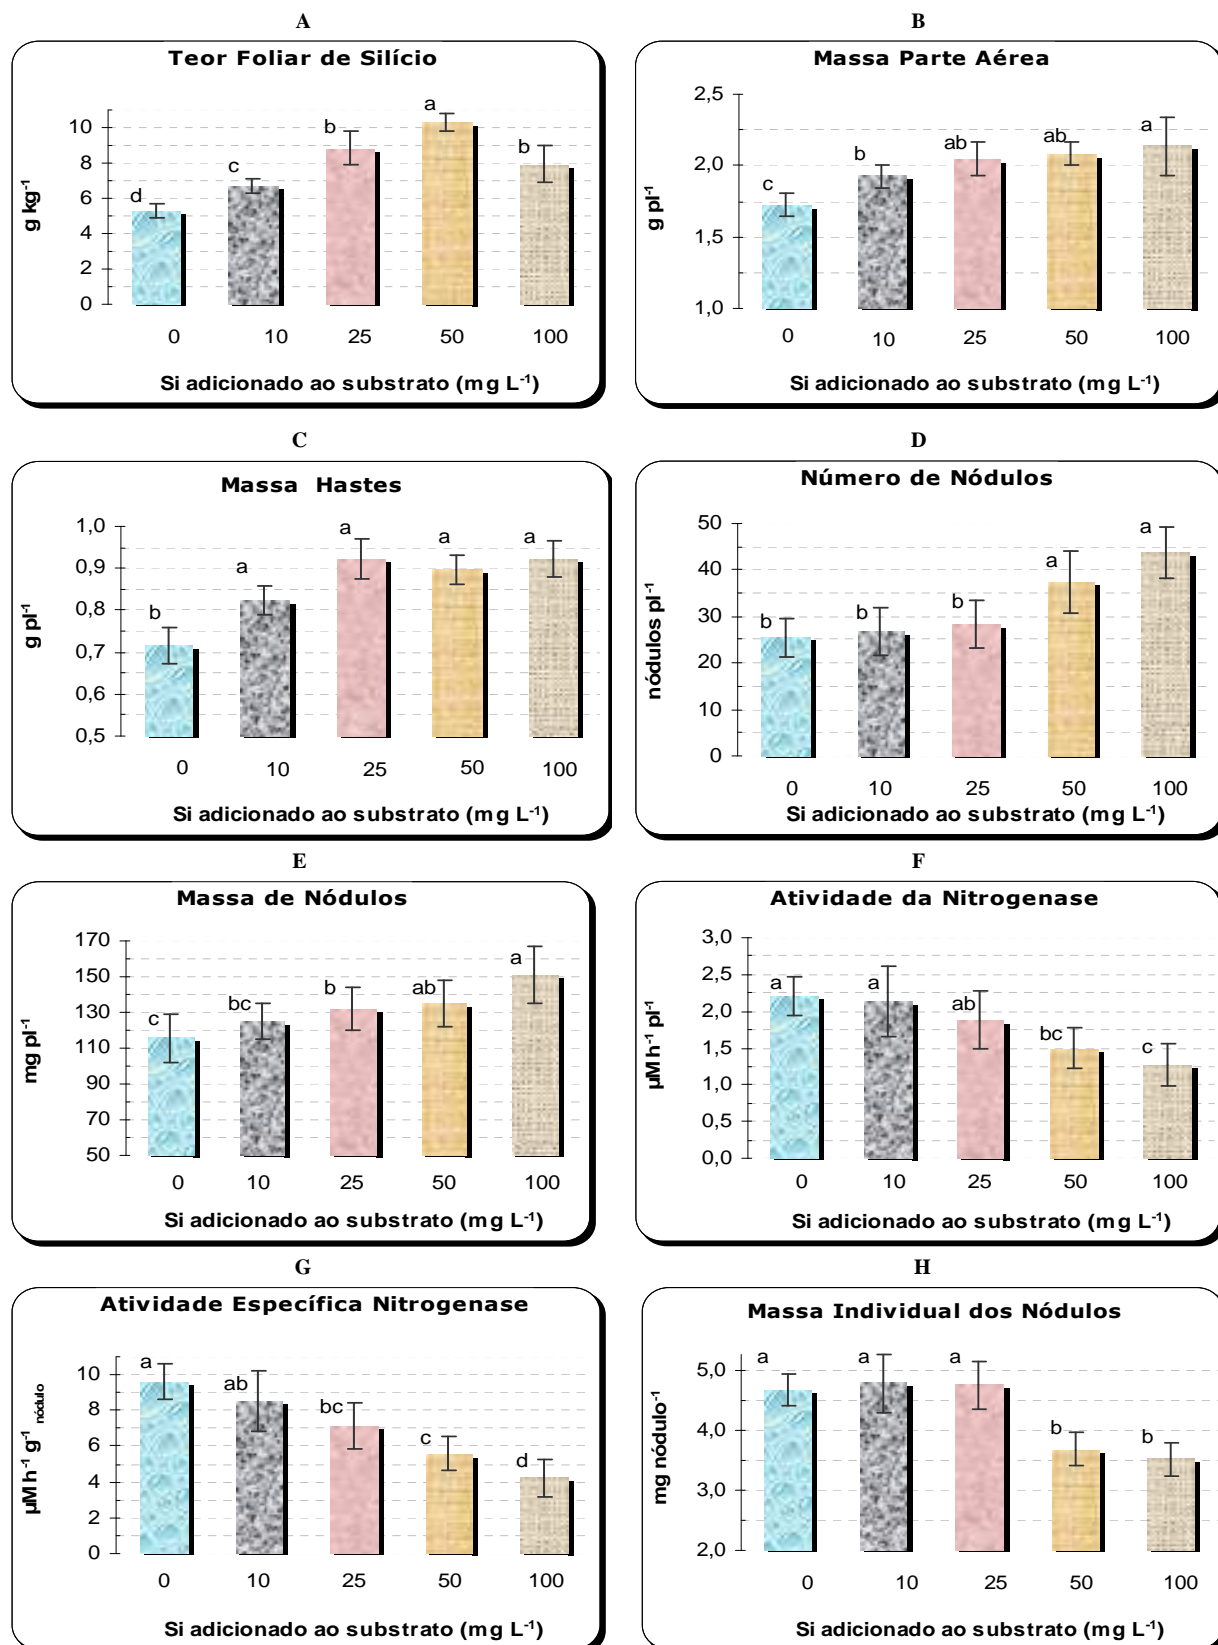 A
Teor Foliar de Silício
g kg⁻¹
10
8
6
4
2
0
d
c
b
a
b
0 10 25 50 100
Si adicionado ao substrato (mg L⁻¹)
B
Massa Parte Aérea
g pl⁻¹
2,5
2,0
1,5
1,0
c
b
ab
ab
a
0 10 25 50 100
Si adicionado ao substrato (mg L⁻¹)
C
Massa Hastes
g pl⁻¹
1,0
0,9
0,8
0,7
0,6
0,5
b
a
a
a
a
0 10 25 50 100
Si adicionado ao substrato (mg L⁻¹)
D
Número de Nódulos
nódulos pl⁻¹
50
40
30
20
10
0
b
b
b
a
a
0 10 25 50 100
Si adicionado ao substrato (mg L⁻¹)
E
Massa de Nódulos
mg pl⁻¹
170
150
130
110
90
70
50
c
bc
b
ab
a
0 10 25 50 100
Si adicionado ao substrato (mg L⁻¹)
F
Atividade da Nitrogenase
µM h⁻¹ pl⁻¹
3,0
2,5
2,0
1,5
1,0
0,5
0,0
a
a
ab
bc
c
0 10 25 50 100
Si adicionado ao substrato (mg L⁻¹)
G
Atividade Específica Nitrogenase
µM h⁻¹ g⁻¹ nódulo
10
8
6
4
2
0
a
ab
bc
c
d
0 10 25 50 100
Si adicionado ao substrato (mg L⁻¹)
H
Massa Individual dos Nódulos
mg nódulo⁻¹
5,0
4,0
3,0
2,0
a
a
a
b
b
0 10 25 50 100
Si adicionado ao substrato (mg L⁻¹)